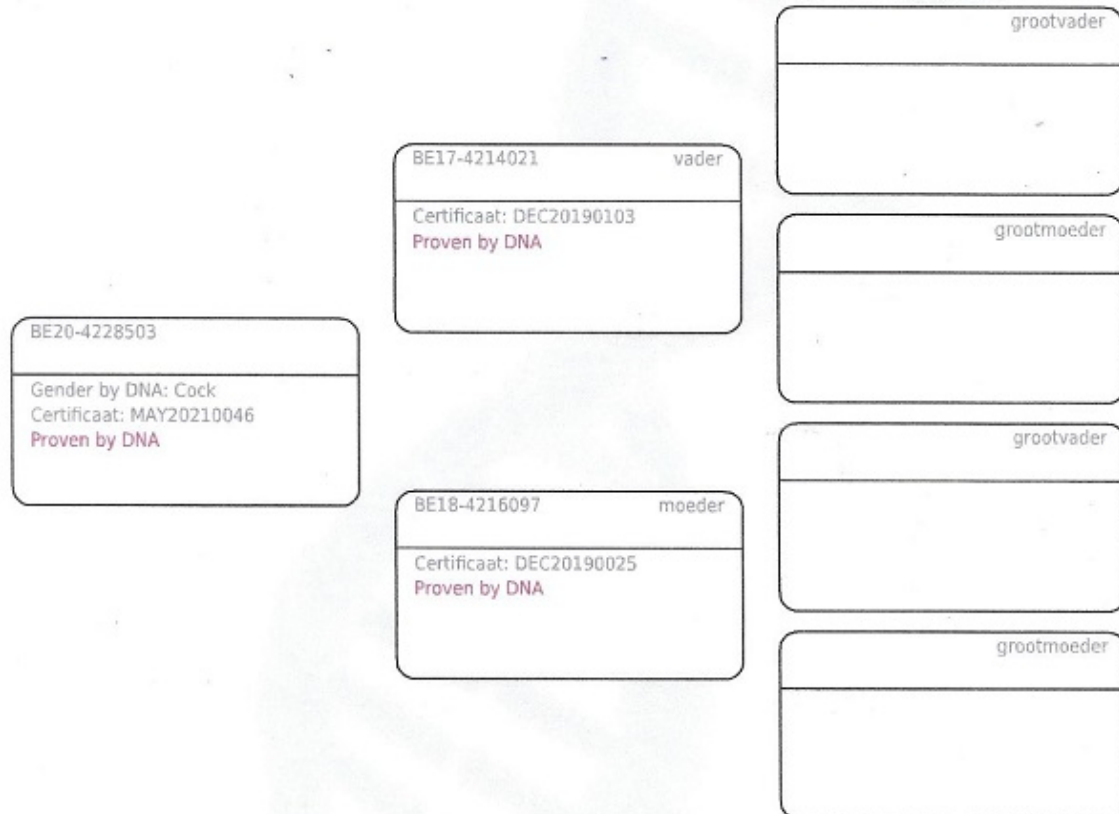 BE20-4228503
Gender by DNA: Cock
Certificaat: MAY20210046
Proven by DNA
BE17-4214021 vader
Certificaat: DEC20190103
Proven by DNA
BE18-4216097 moeder
Certificaat: DEC20190025
Proven by DNA
grootvader
grootmoeder
grootvader
grootmoeder